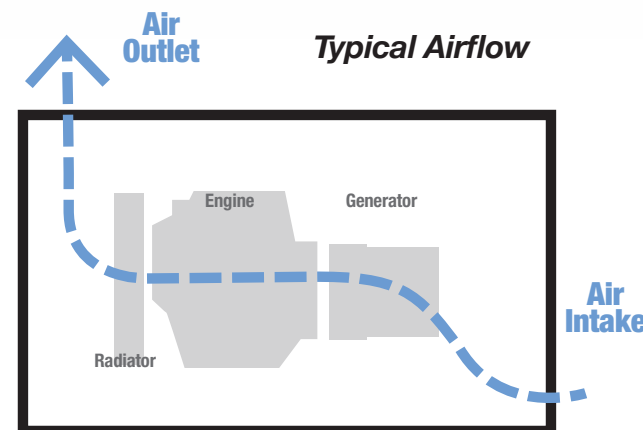 Air
Outlet
Typical Airflow
Engine
Generator
Air
Intake
Radiator